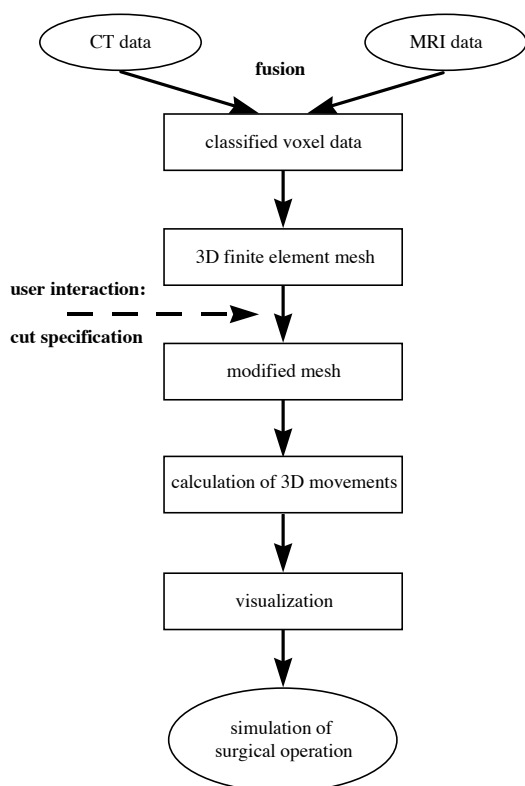 CT data
MRI data
fusion
classified voxel data
3D finite element mesh
user interaction:
cut specification
modified mesh
calculation of 3D movements
visualization
simulation of
surgical operation